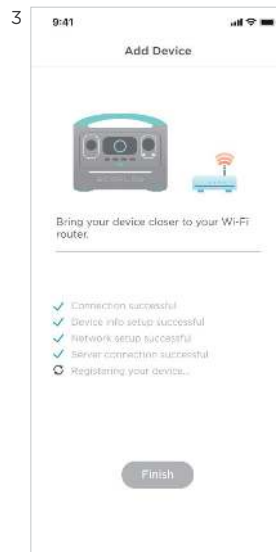 3
9:41
Add Device
Bring your device closer to your Wi-Fi
router.
Connection successful
Device info setup successful
Network setup successful
Server connection successful
Registering your device...
Finish